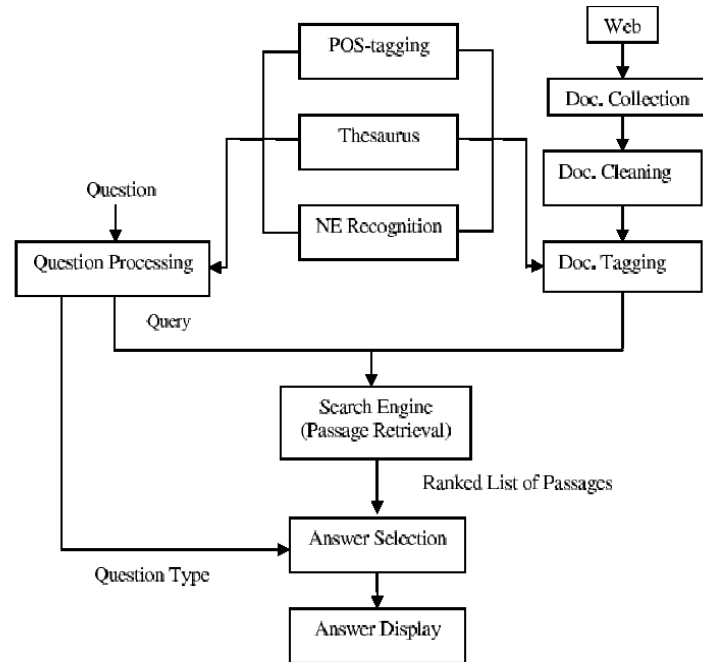 POS-tagging
Web
Doc. Collection
Thesaurus
Doc. Cleaning
Question
NE Recognition
Question Processing
Doc. Tagging
Query
Search Engine
(Passage Retrieval)
Ranked List of Passages
Answer Selection
Question Type
Answer Display